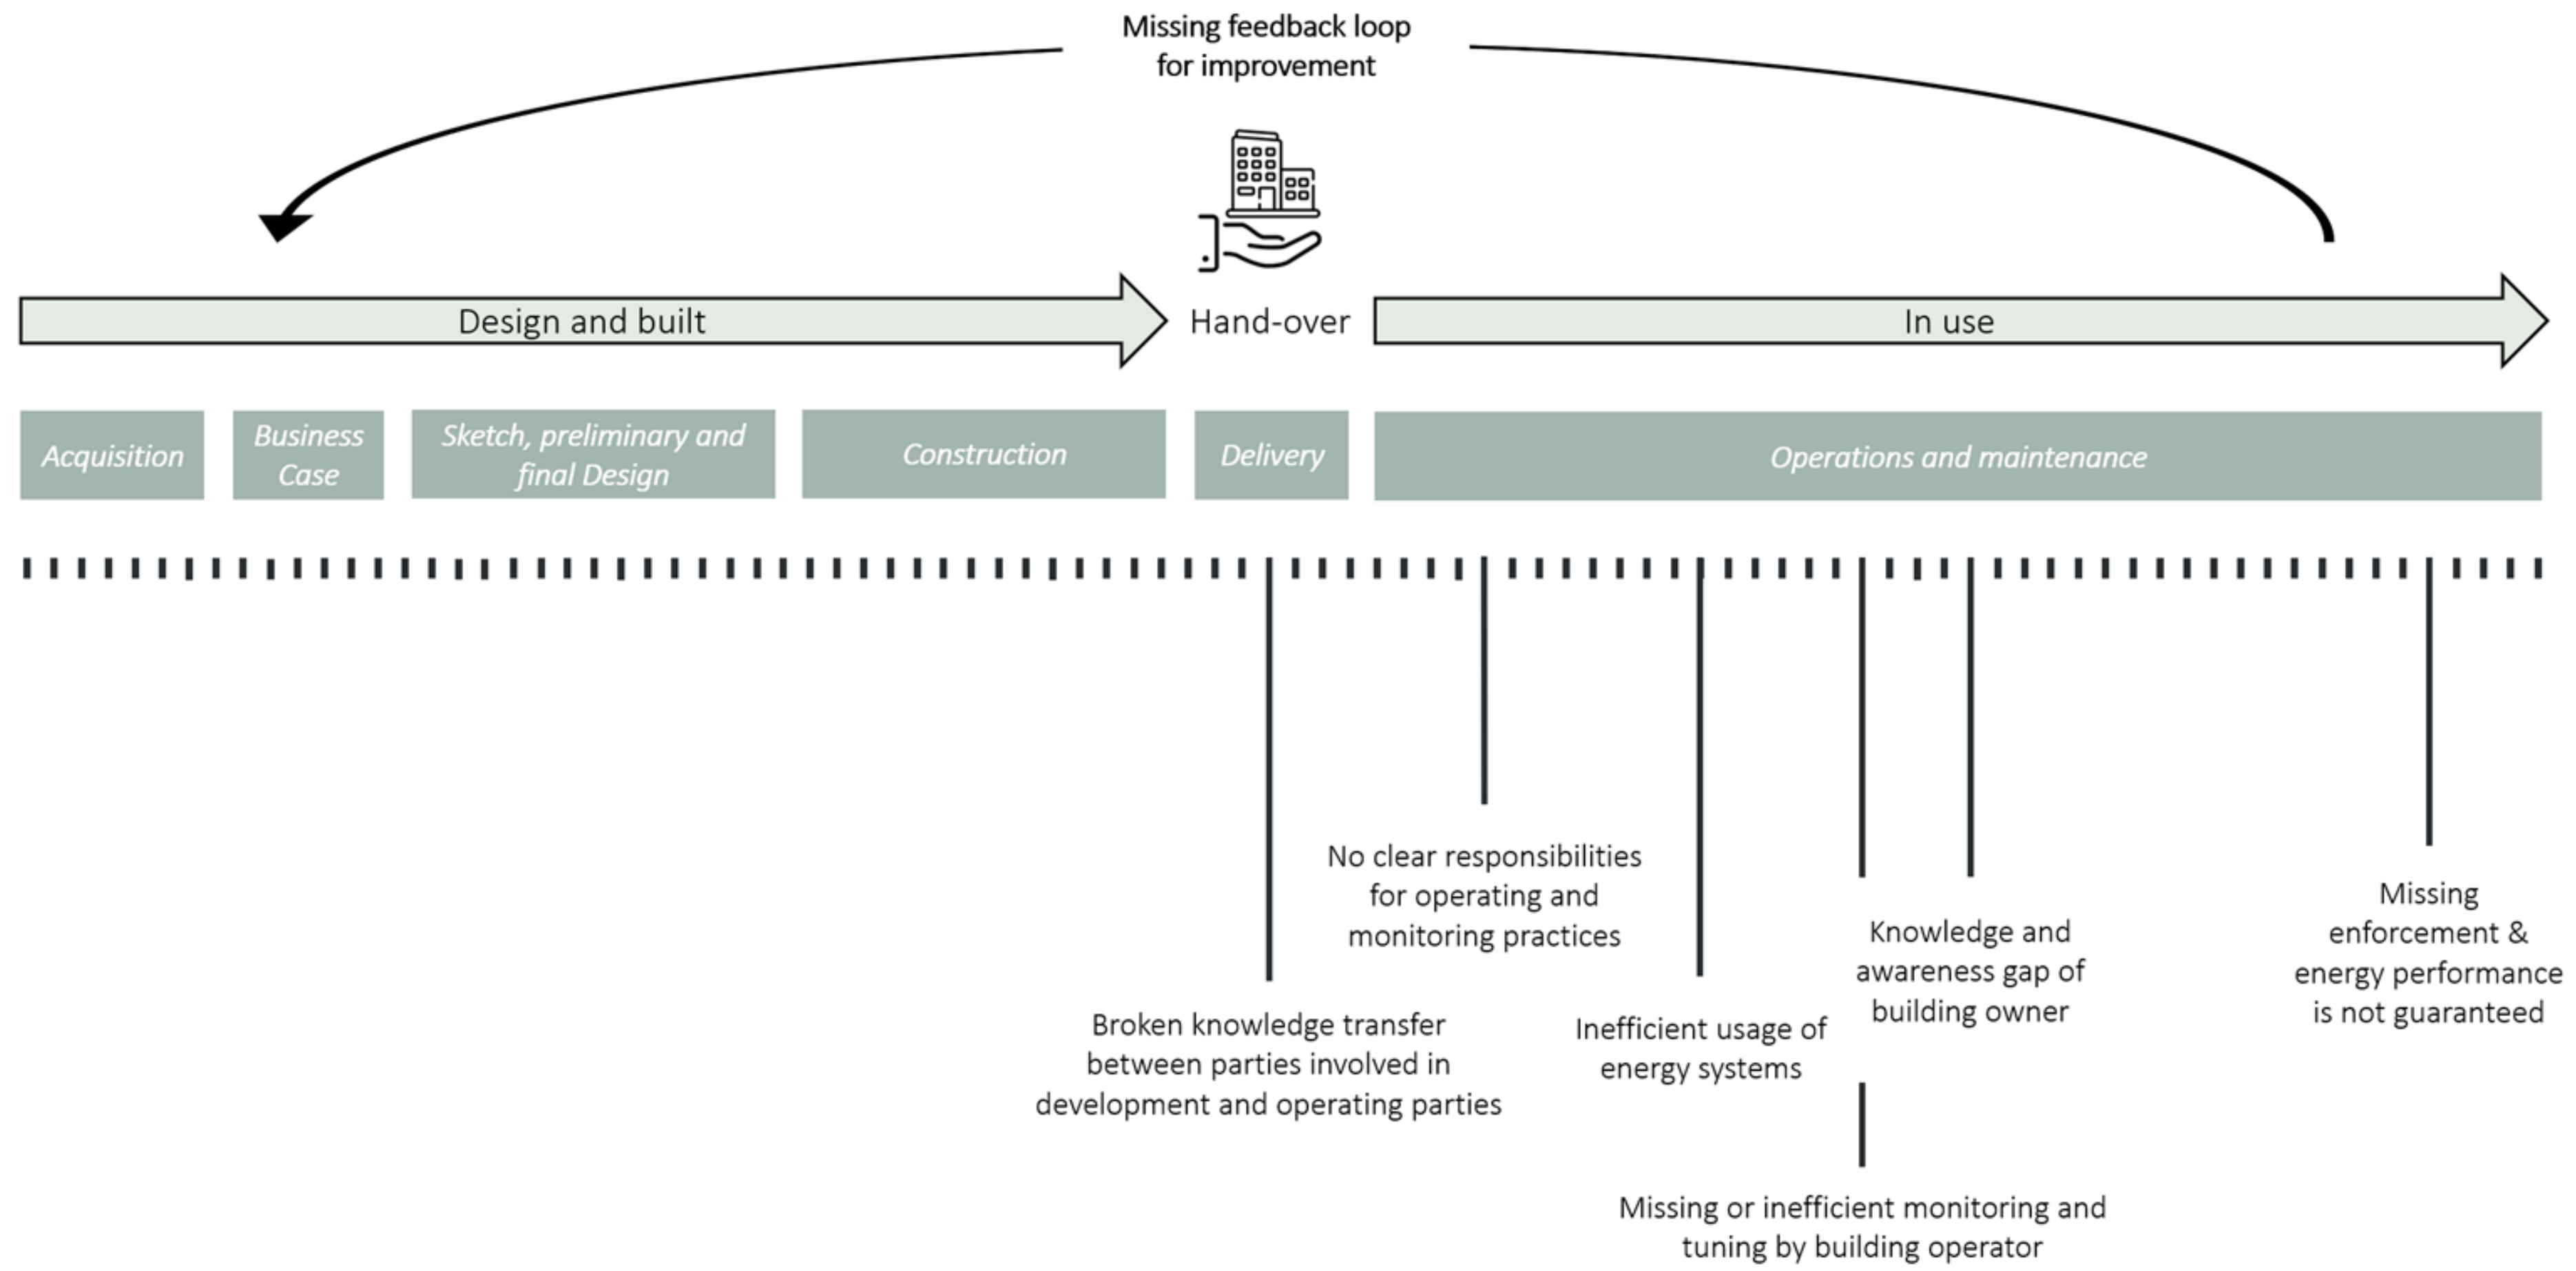 Missing feedback loop
for improvement
Design and built
Hand-over
In use
Acquisition
Business
Case
Sketch, preliminary and
final Design
Construction
Delivery
Operations and maintenance
No clear responsibilities
for operating and
monitoring practices
Broken knowledge transfer
between parties involved in
development and operating parties
Inefficient usage of
energy systems
Knowledge and
awareness gap of
building owner
Missing or inefficient monitoring and
tuning by building operator
Missing
enforcement &
energy performance
is not guaranteed